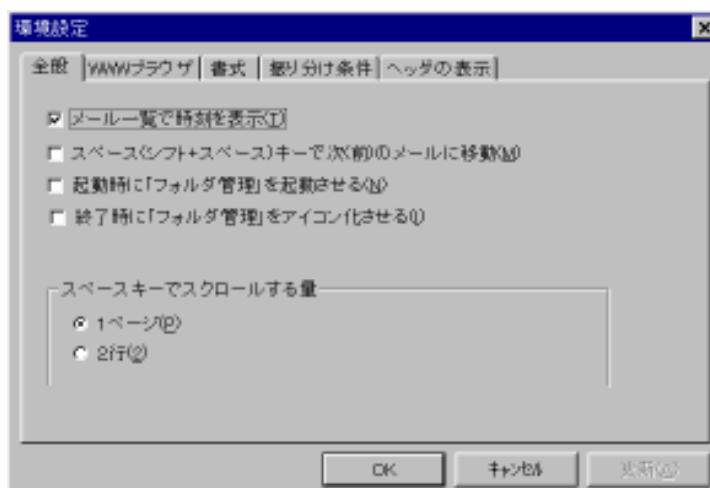 環境設定
全般 WWWブラウザ 書式 振り分け条件 ヘッダの表示
メール一覧で時刻を表示(T)
スペース(シフト+スペース)キーで次(前)のメールに移動(M)
起動時に「フォルダ管理」を起動させる(N)
終了時に「フォルダ管理」をアイコン化させる(I)
スペースキーでスクロールする量
1ページ(P)
2行(2)
OK キャンセル 更新(A)